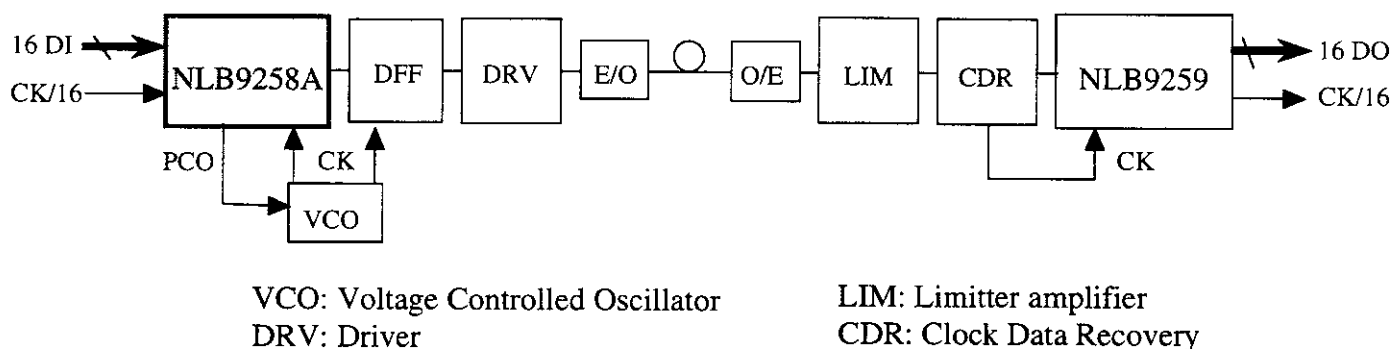 16 DI
CK/16
NLB9258A
DFF
DRV
E/O
O/E
LIM
CDR
NLB9259
16 DO
CK/16
PCO
CK
VCO
CK
VCO: Voltage Controlled Oscillator
LIM: Limitter amplifier
DRV: Driver
CDR: Clock Data Recovery